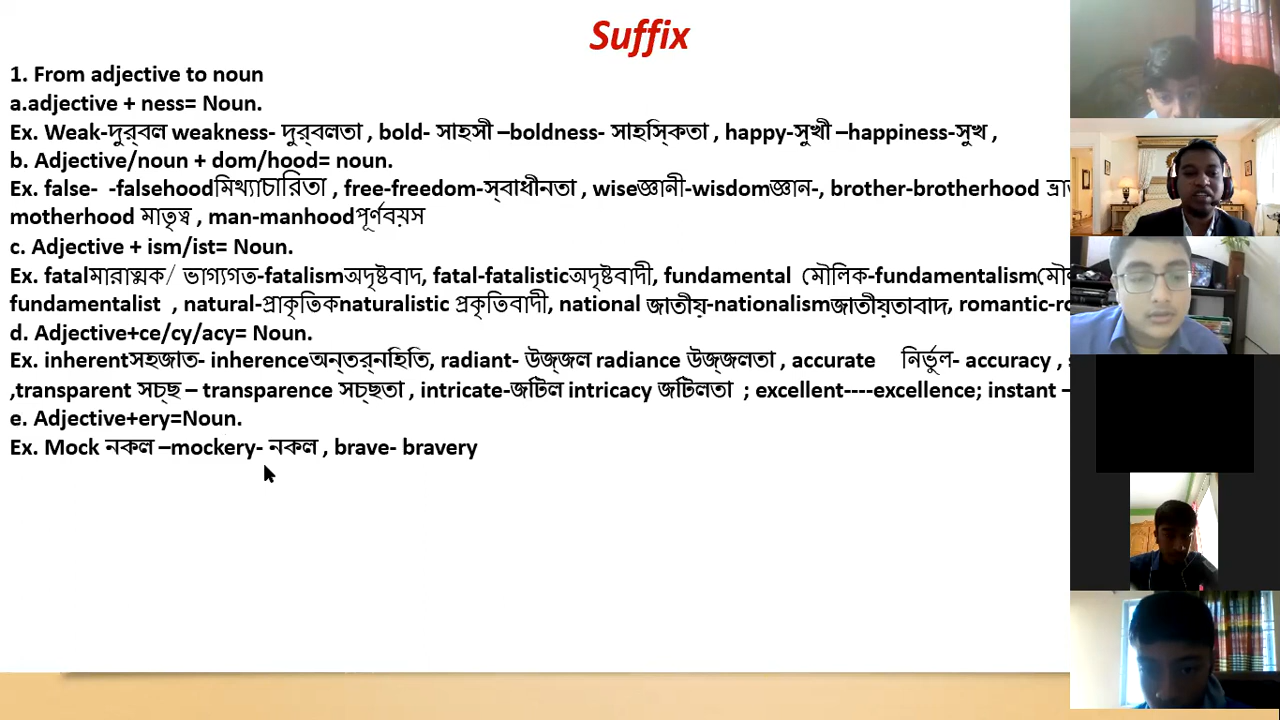 Suffix
1. From adjective to noun
a.adjective + ness= Noun.
Ex. Weak-দুর্‌বল weakness- দুর্‌বলতা , bold- সাহসী –boldness- সাহসি্কতা , happy-সুখী –happiness-সুখ ,
b. Adjective/noun + dom/hood= noun.
Ex. false- -falsehoodমিথ্যাচারিতা , free-freedom-স্‌বাধীনতা , wiseজ্ঞানী-wisdomজ্ঞান-, brother-brotherhood
motherhood মাতৃত্ব , man-manhoodপূর্ণবয়স
c. Adjective + ism/ist= Noun.
Ex. fatalমারাত্মক/ ভাগ্যগত-fatalismঅদৃষ্টবাদ, fatal-fatalisticঅদৃষ্টবাদী, fundamental মৌলিক-fundamentalism
fundamentalist , natural-প্রাকৃতিকnaturalistic প্রকৃতিবাদী, national জাতীয়-nationalismজাতীয়তাবাদ, romantic-
d. Adjective+ce/cy/acy= Noun.
Ex. inherentসহজাত- inherenceঅন্‌তর্‌নিহিতি, radiant- উজ্‌জল radiance উজ্‌জলতা , accurate নির্ভুল- accuracy ,
,transparent সচ্‌ছ – transparence সচ্‌ছতা , intricate-জটিল intricacy জটিলতা ; excellent----excellence; instant –
e. Adjective+ery=Noun.
Ex. Mock নকল –mockery- নকল , brave- bravery